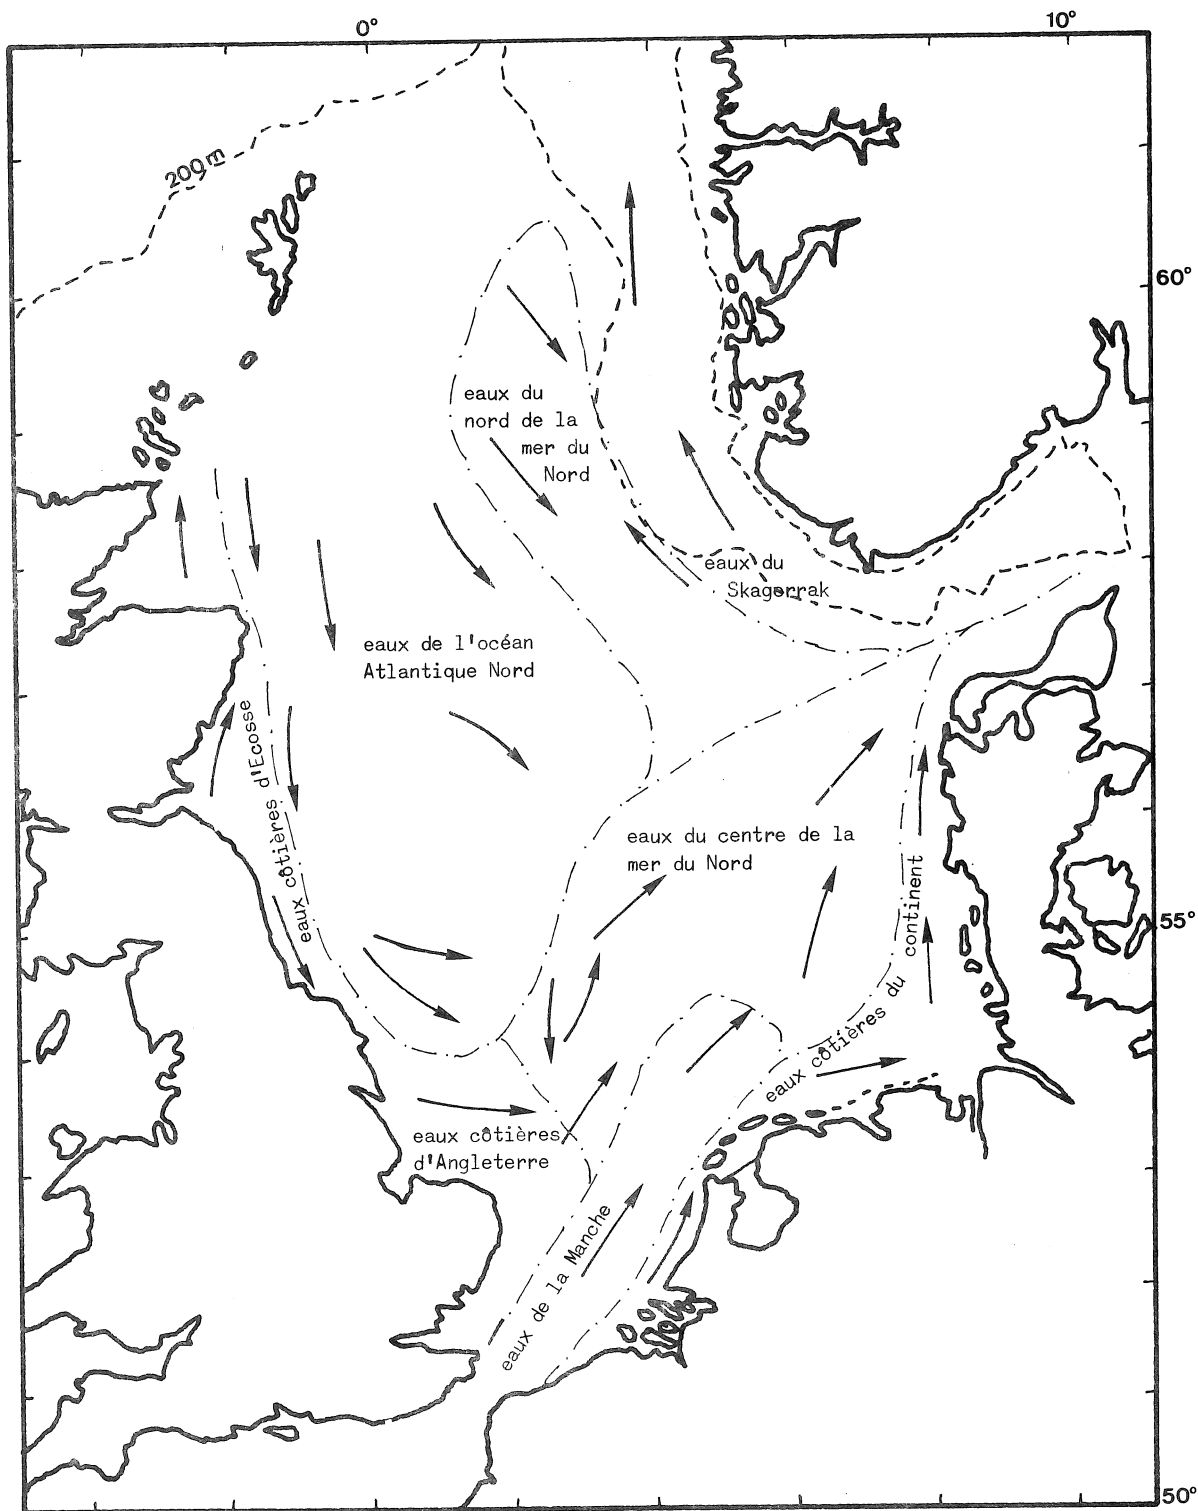 0°
10°
200m
60°
eaux du
nord de la
mer du
Nord
eaux du
Skagerrak
eaux de l'océan
Atlantique Nord
eaux côtières d'Ecosse
eaux du centre de la
mer du Nord
55°
eaux côtières du continent
eaux côtières
d'Angleterre
eaux de la Manche
50°